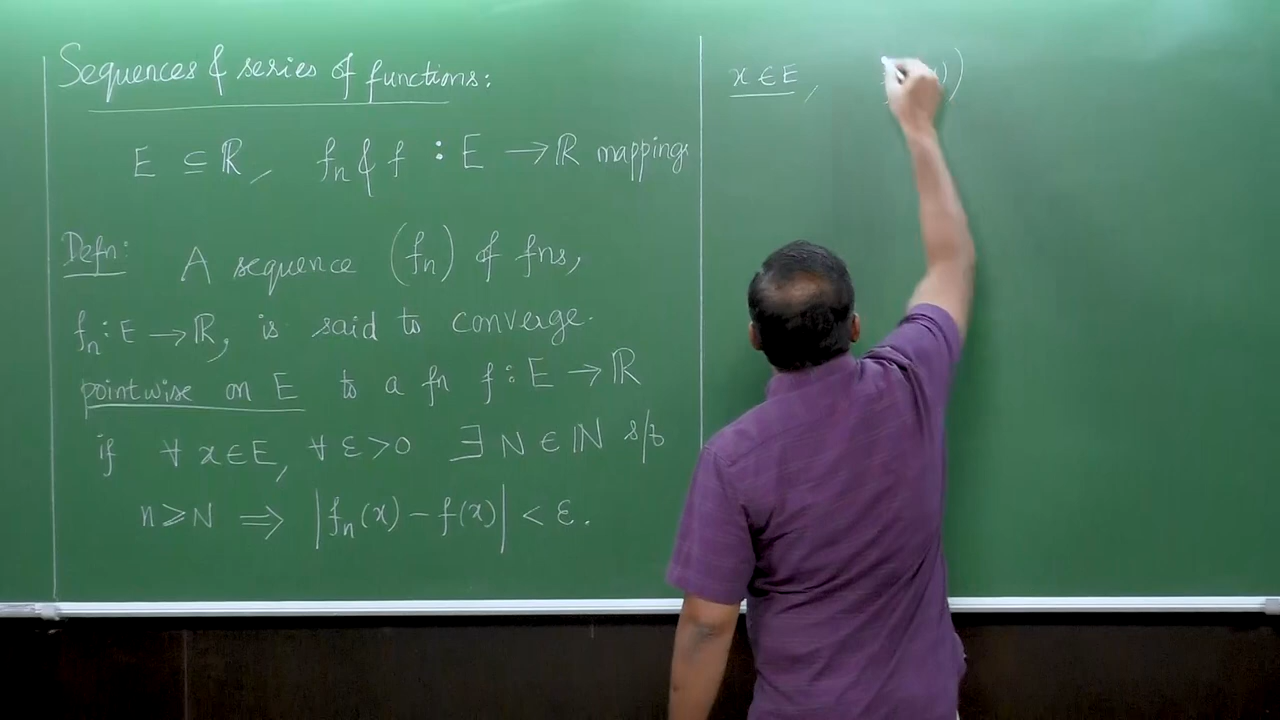 Sequences & series of functions:
E ⊆ ℝ, fₙ & f : E → ℝ mappings
Defn: A sequence (fₙ) of fns,
fₙ : E → ℝ, is said to converge.
pointwise on E to a fn f : E → ℝ
if ∀ x ∈ E, ∀ ε > 0 ∃ N ∈ ℕ s/t
n ≥ N ⟹ |fₙ(x) − f(x)| < ε.
x ∈ E,